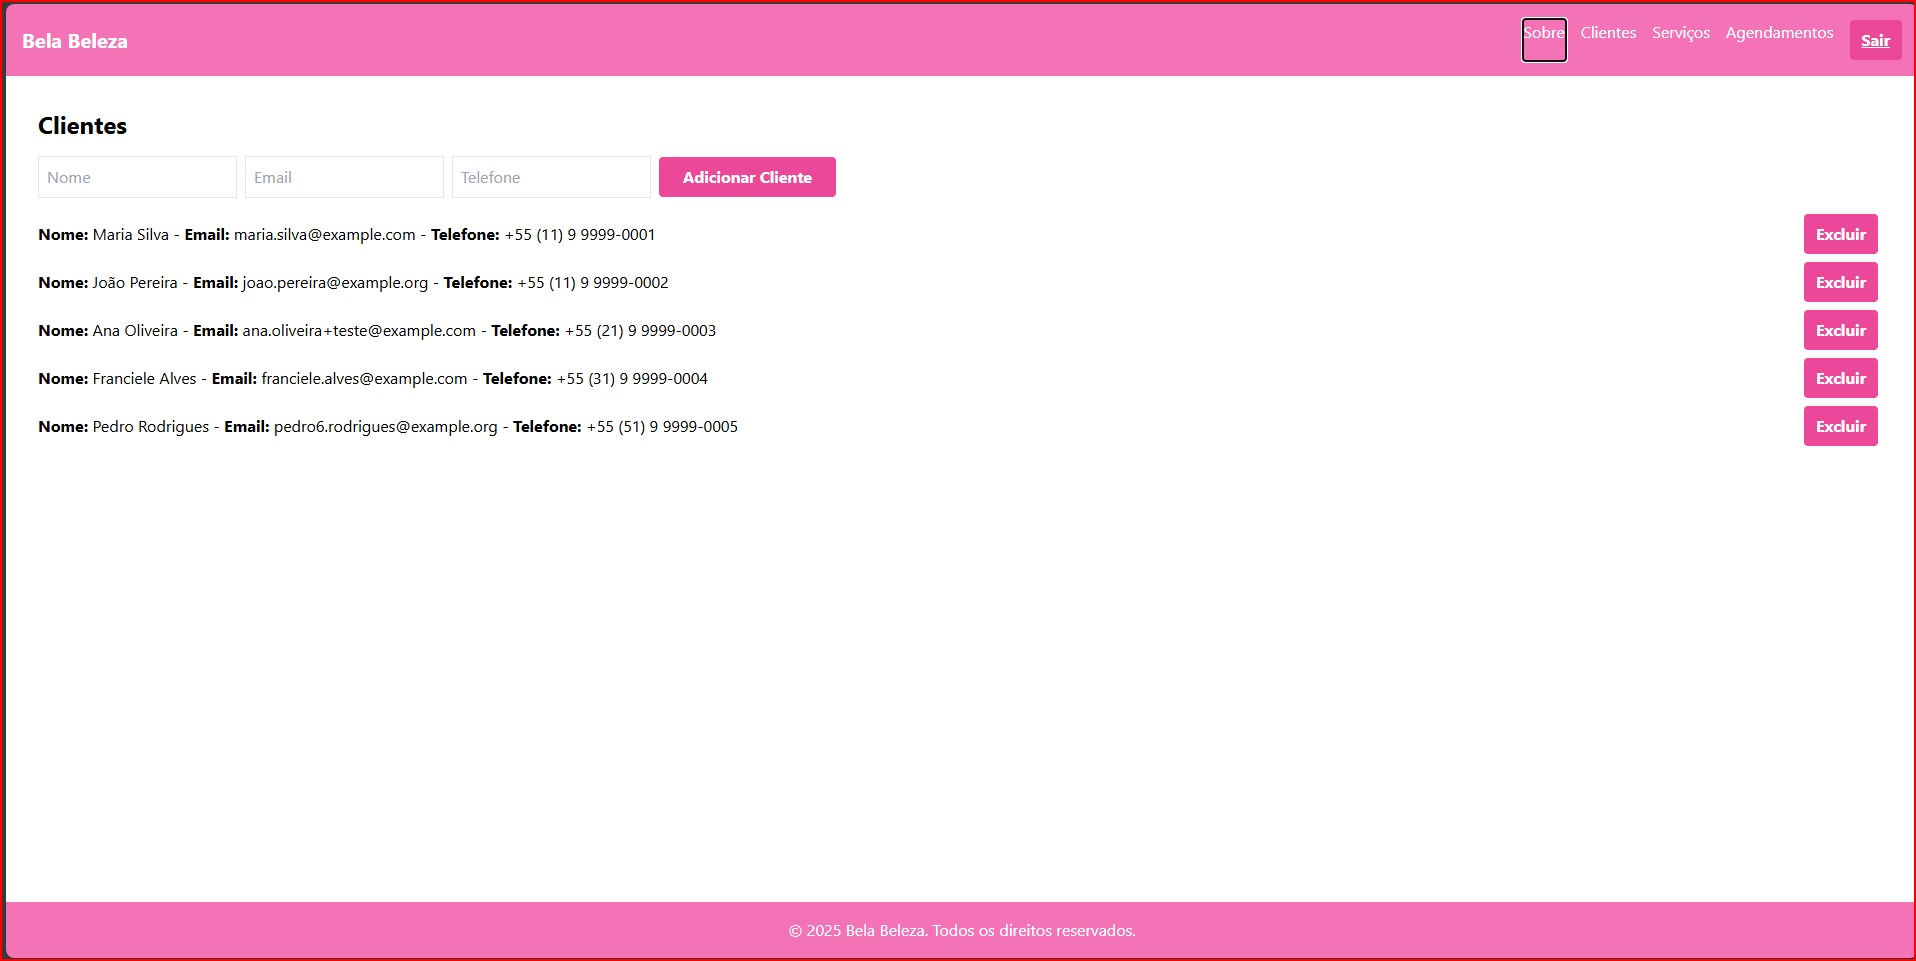 Bela Beleza Sobre Clientes Serviços Agendamentos Sair
Clientes
Nome Email Telefone Adicionar Cliente
Nome: Maria Silva - Email: maria.silva@example.com - Telefone: +55 (11) 9 9999-0001 Excluir
Nome: João Pereira - Email: joao.pereira@example.org - Telefone: +55 (11) 9 9999-0002 Excluir
Nome: Ana Oliveira - Email: ana.oliveira+teste@example.com - Telefone: +55 (21) 9 9999-0003 Excluir
Nome: Franciele Alves - Email: franciele.alves@example.com - Telefone: +55 (31) 9 9999-0004 Excluir
Nome: Pedro Rodrigues - Email: pedro6.rodrigues@example.org - Telefone: +55 (51) 9 9999-0005 Excluir
© 2025 Bela Beleza. Todos os direitos reservados.